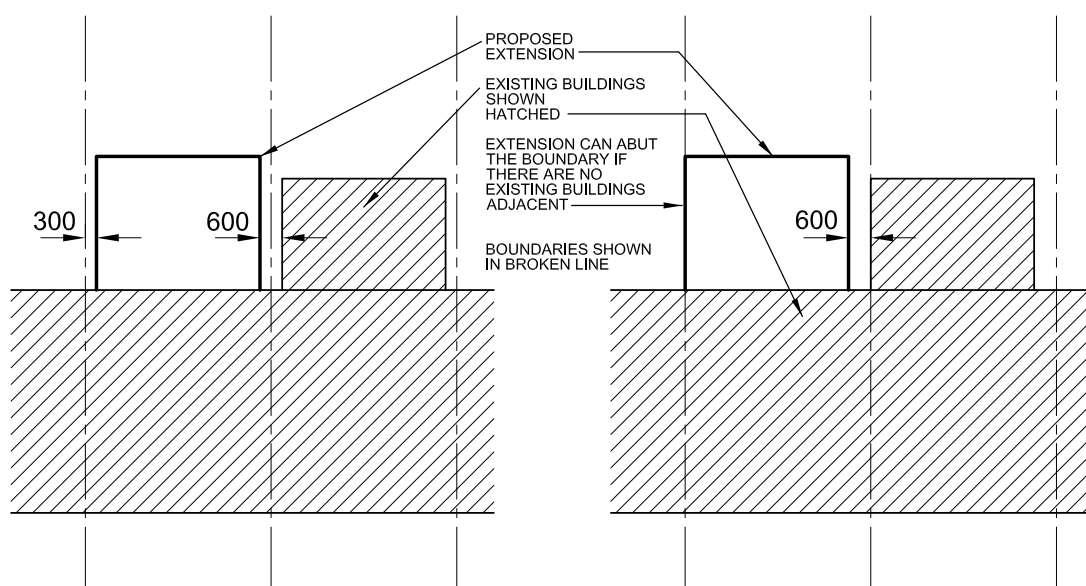 PROPOSED
EXTENSION
EXISTING BUILDINGS
SHOWN
HATCHED
EXTENSION CAN ABUT
THE BOUNDARY IF
THERE ARE NO
EXISTING BUILDINGS
ADJACENT
BOUNDARIES SHOWN
IN BROKEN LINE
300
600
600